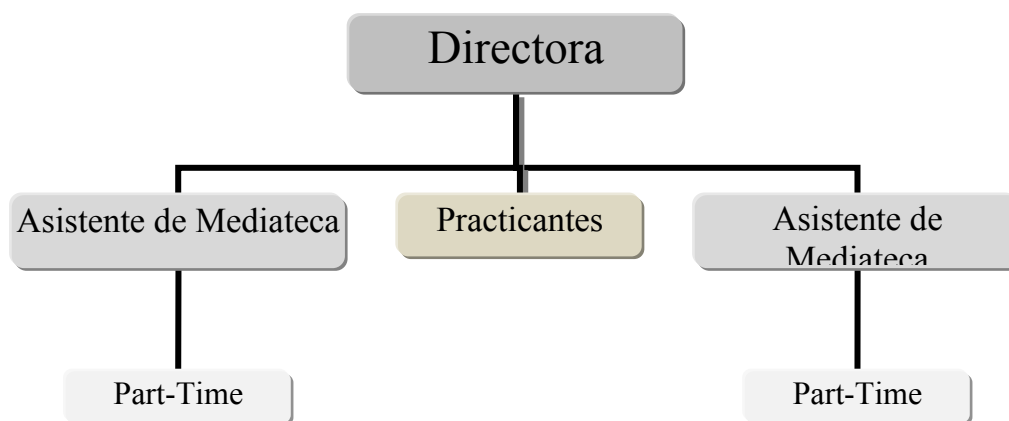 Directora
Asistente de Mediateca
Practicantes
Asistente de
Mediateca
Part-Time
Part-Time